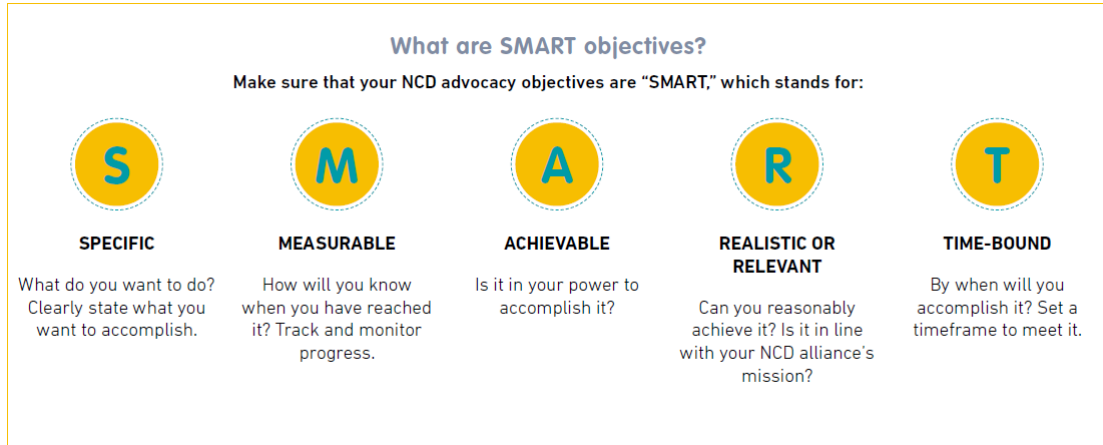 What are SMART objectives?
Make sure that your NCD advocacy objectives are “SMART,” which stands for:
S
M
A
R
T
SPECIFIC
What do you want to do?
Clearly state what you
want to accomplish.
MEASURABLE
How will you know
when you have reached
it? Track and monitor
progress.
ACHIEVABLE
Is it in your power to
accomplish it?
REALISTIC OR
RELEVANT
Can you reasonably
achieve it? Is it in line
with your NCD alliance’s
mission?
TIME-BOUND
By when will you
accomplish it? Set a
timeframe to meet it.